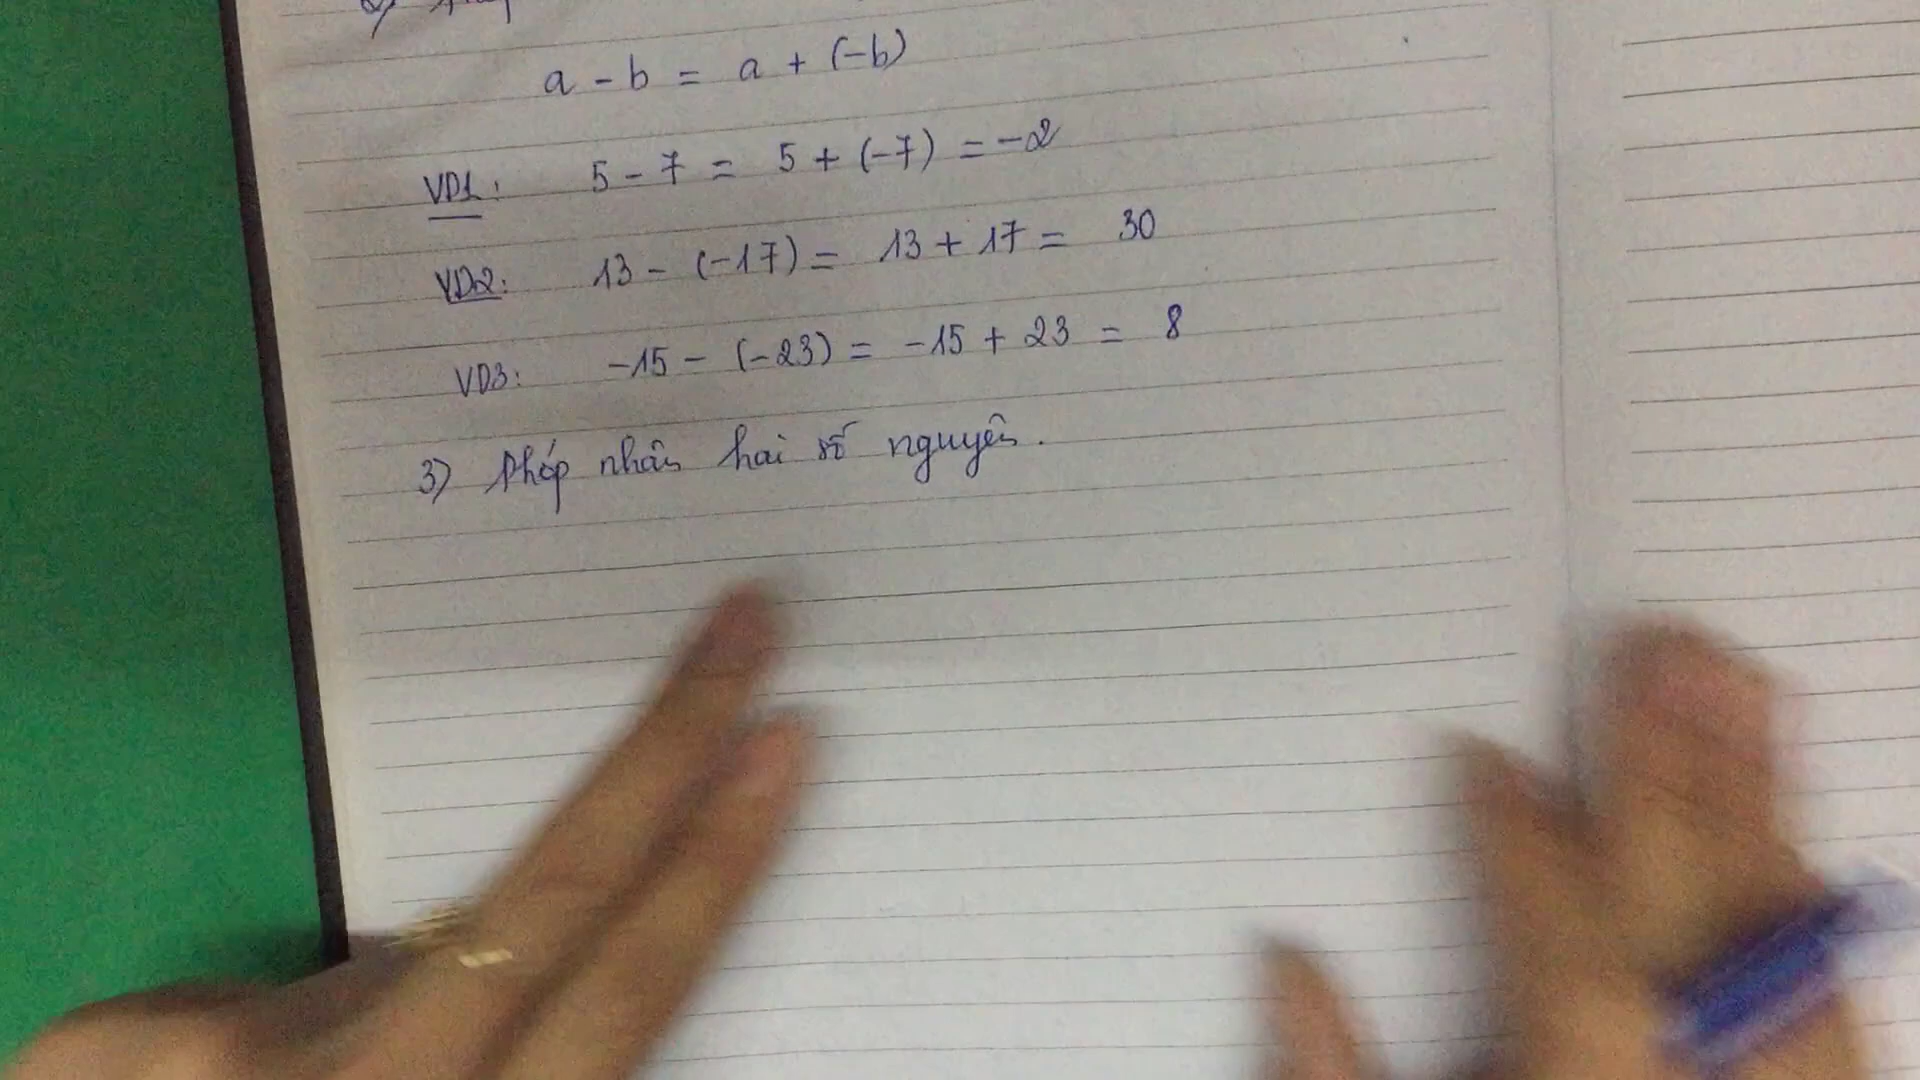 2)
a - b = a + (-b)
VD1: 5 - 7 = 5 + (-7) = -2
VD2: 13 - (-17) = 13 + 17 = 30
VD3: -15 - (-23) = -15 + 23 = 8
3) Phép nhân hai số nguyên.